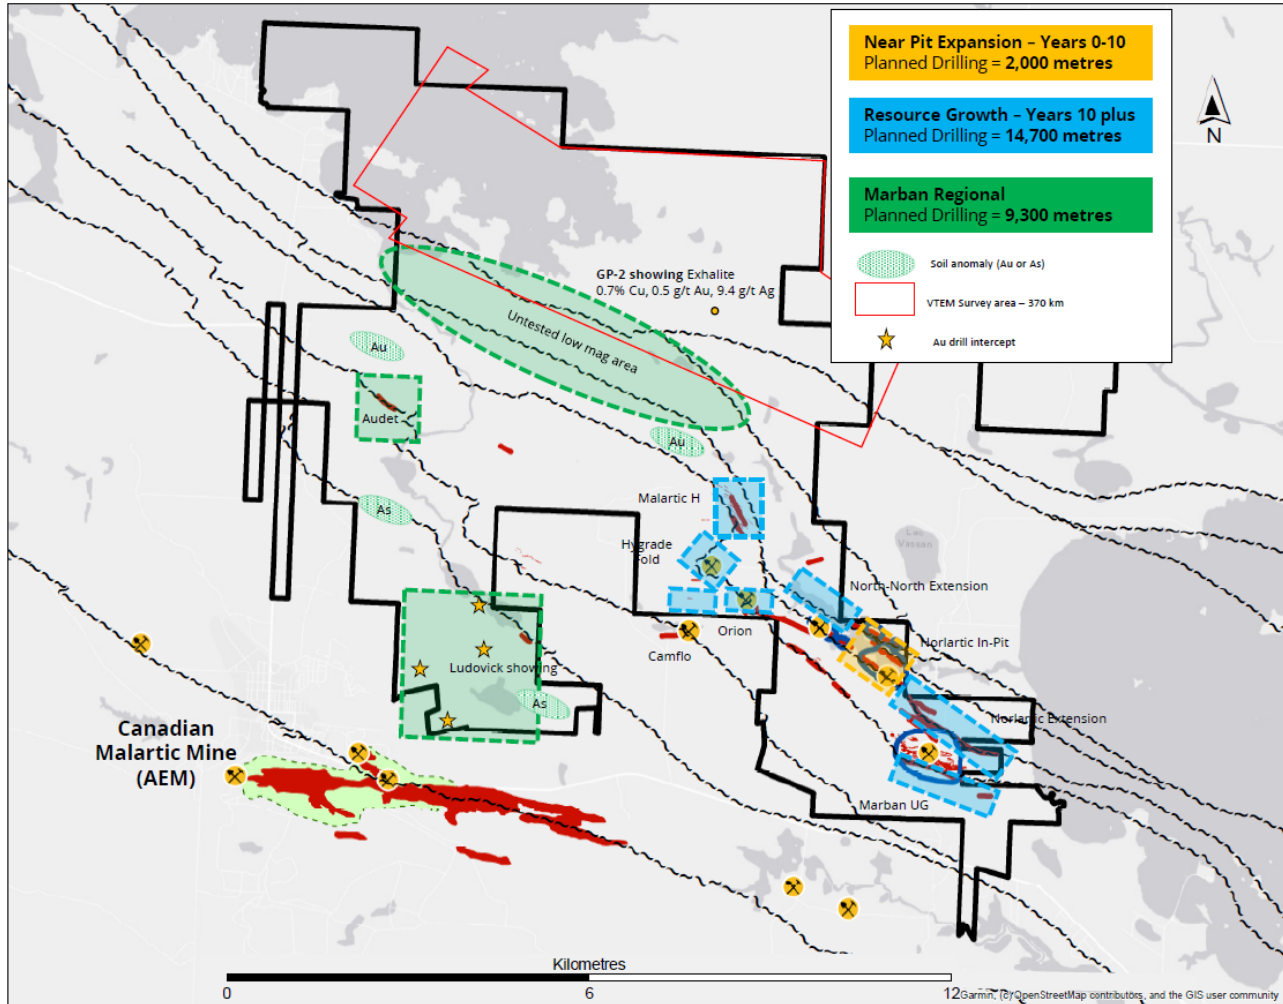 Near Pit Expansion – Years 0-10
Planned Drilling = 2,000 metres
Resource Growth – Years 10 plus
Planned Drilling = 14,700 metres
Marban Regional
Planned Drilling = 9,300 metres
Soil anomaly (Au or As)
VTEM Survey area – 370 km
Au drill intercept
N
GP-2 showing Exhalite
0.7% Cu, 0.5 g/t Au, 9.4 g/t Ag
Untested low mag area
Au
Audet
Au
As
Malartic H
Hygrade
Fold
Lac
Vassan
North-North Extension
Orion
Norlartic In-Pit
Camflo
Ludovick showing
As
Norlartic Extension
Canadian
Malartic Mine
(AEM)
Marban UG
Kilometres
0
6
12
Garmin, (c) OpenStreetMap contributors, and the GIS user community